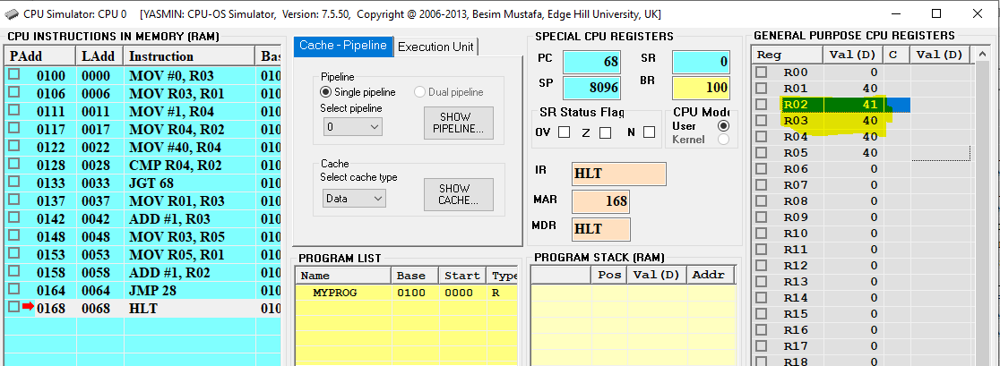 CPU Simulator: CPU 0 [YASMIN: CPU-OS Simulator, Version: 7.5.50, Copyright @ 2006-2013, Besim Mustafa, Edge Hill University, UK]
CPU INSTRUCTIONS IN MEMORY (RAM)
PAdd LAdd Instruction Bas
0100 0000 MOV #0, R03 010
0106 0006 MOV R03, R01 010
0111 0011 MOV #1, R04 010
0117 0017 MOV R04, R02 010
0122 0022 MOV #40, R04 010
0128 0028 CMP R04, R02 010
0133 0033 JGT 68 010
0137 0037 MOV R01, R03 010
0142 0042 ADD #1, R03 010
0148 0048 MOV R03, R05 010
0153 0053 MOV R05, R01 010
0158 0058 ADD #1, R02 010
0164 0064 JMP 28 010
0168 0068 HLT 010
Cache - Pipeline Execution Unit
Pipeline
Single pipeline Dual pipeline
Select pipeline
0
SHOW
PIPELINE...
Cache
Select cache type
Data
SHOW
CACHE...
PROGRAM LIST
Name Base Start Type
MYPROG 0100 0000 R
SPECIAL CPU REGISTERS
PC 68 SR 0
SP 8096 BR 100
SR Status Flag
OV Z N
CPU Mode
User
Kernel
IR HLT
MAR 168
MDR HLT
PROGRAM STACK (RAM)
Pos Val(D) Addr
GENERAL PURPOSE CPU REGISTERS
Reg Val(D) C Val(D)
R00 0
R01 40
R02 41
R03 40
R04 40
R05 40
R06 0
R07 0
R08 0
R09 0
R10 0
R11 0
R12 0
R13 0
R14 0
R15 0
R16 0
R17 0
R18 0